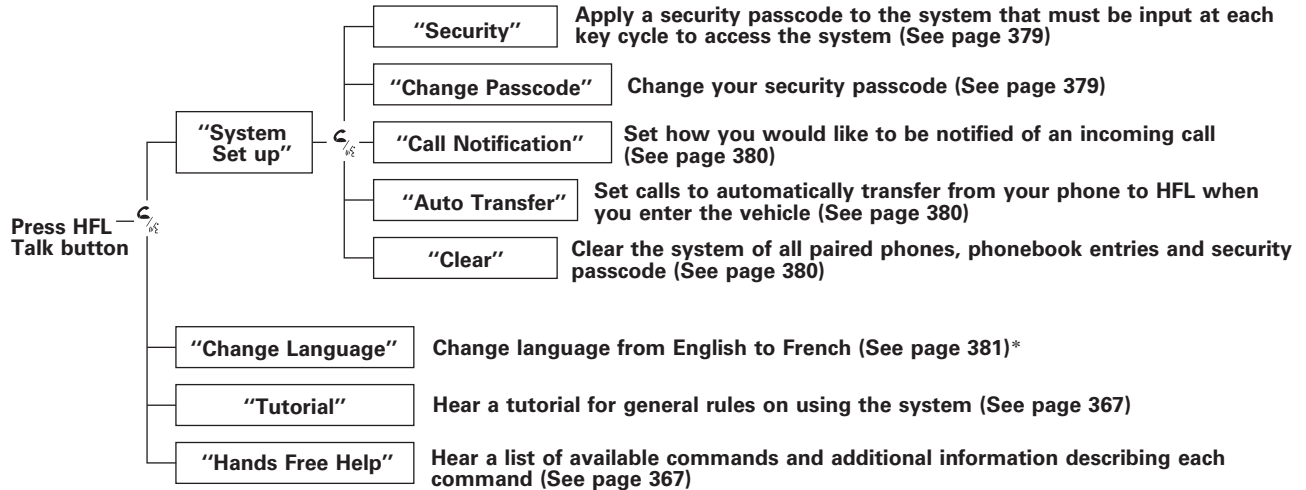 "Security"
Apply a security passcode to the system that must be input at each
key cycle to access the system (See page 379)
"Change Passcode"
Change your security passcode (See page 379)
"System
Set up"
"Call Notification"
Set how you would like to be notified of an incoming call
(See page 380)
"Auto Transfer"
Set calls to automatically transfer from your phone to HFL when
you enter the vehicle (See page 380)
Press HFL
Talk button
"Clear"
Clear the system of all paired phones, phonebook entries and security
passcode (See page 380)
"Change Language"
Change language from English to French (See page 381)*
"Tutorial"
Hear a tutorial for general rules on using the system (See page 367)
"Hands Free Help"
Hear a list of available commands and additional information describing each
command (See page 367)